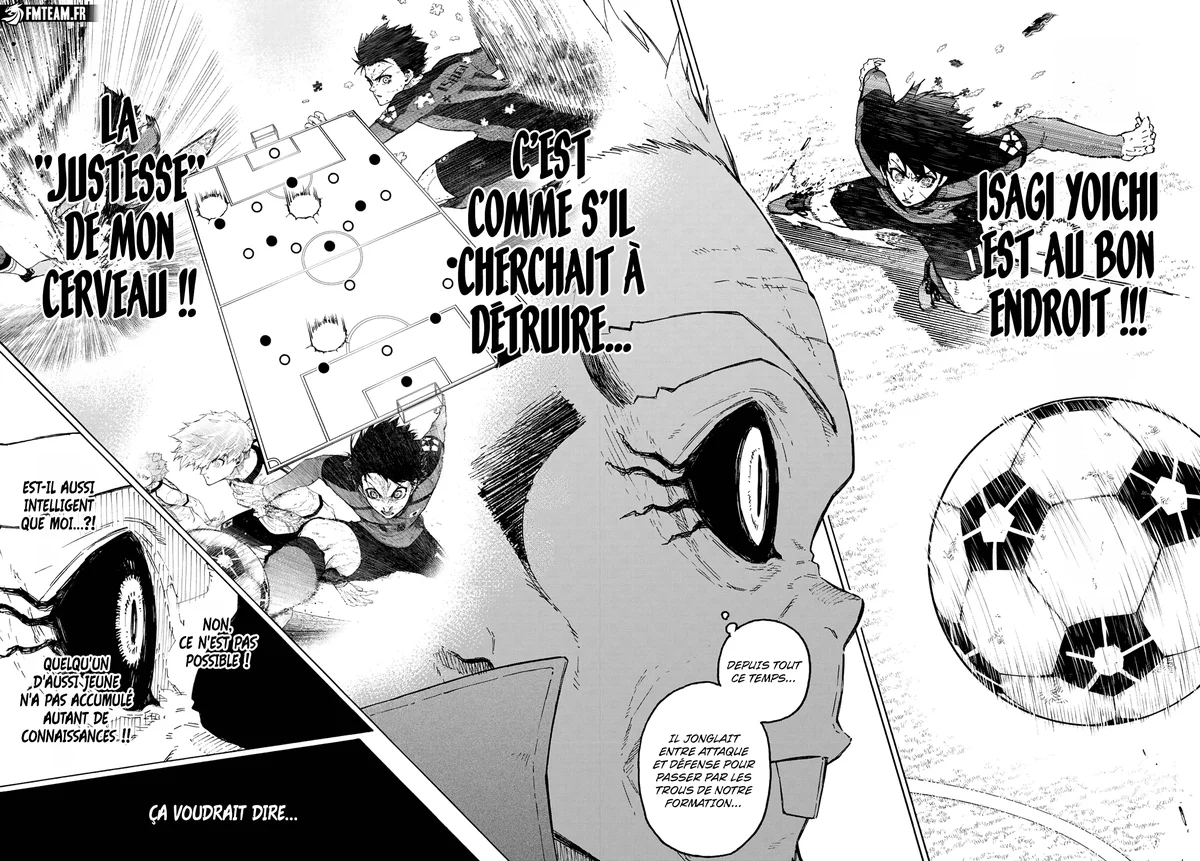 FMTEAM.FR
ISAGI YOICHI
EST AU BON
ENDROIT !!!
DEPUIS TOUT
CE TEMPS...
IL JONGLAIT
ENTRE ATTAQUE
ET DÉFENSE POUR
PASSER PAR LES
TROUS DE NOTRE
FORMATION...
C'EST
COMME S'IL
CHERCHAIT À
DÉTRUIRE...
ISAGI
LA
"JUSTESSE"
DE MON
CERVEAU !!
EST-IL AUSSI
INTELLIGENT
QUE MOI...?!
NON,
CE N'EST PAS
POSSIBLE !
QUELQU'UN
D'AUSSI JEUNE
N'A PAS ACCUMULÉ
AUTANT DE
CONNAISSANCES !!
ÇA VOUDRAIT DIRE...